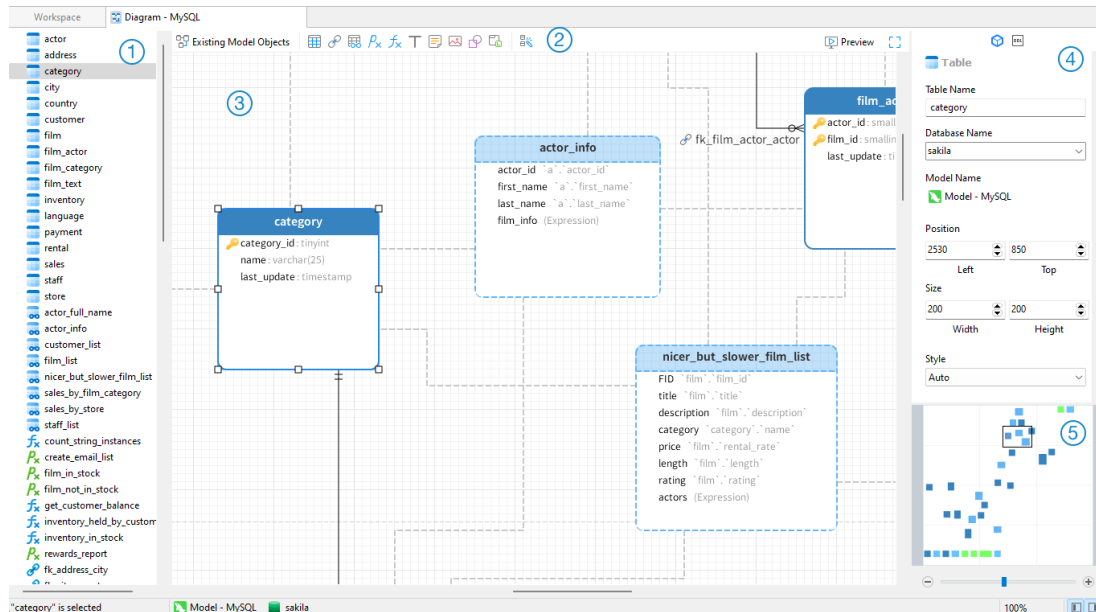 Workspace
Diagram - MySQL
actor
address
category
city
country
customer
film
film_actor
film_category
film_text
inventory
language
payment
rental
sales
staff
store
actor_full_name
actor_info
customer_list
film_list
nicer_but_slower_film_list
sales_by_film_category
sales_by_store
staff_list
count_string_instances
create_email_list
film_in_stock
film_not_in_stock
get_customer_balance
inventory_held_by_custom
inventory_in_stock
rewards_report
fk_address_city
1
Existing Model Objects
2
Preview
3
category
category_id: tinyint
name: varchar(25)
last_update: timestamp
actor_info
actor_id `a`.`actor_id`
first_name `a`.`first_name`
last_name `a`.`last_name`
film_info (Expression)
fk_film_actor_actor
film_ac
actor_id: small
film_id: smallin
last_update: ti
nicer_but_slower_film_list
FID `film`.`film_id`
title `film`.`title`
description `film`.`description`
category `category`.`name`
price `film`.`rental_rate`
length `film`.`length`
rating `film`.`rating`
actors (Expression)
DDL
4
Table
Table Name
category
Database Name
sakila
Model Name
Model - MySQL
Position
2530 850
Left Top
Size
200 200
Width Height
Style
Auto
5
"category" is selected
Model - MySQL
sakila
100%